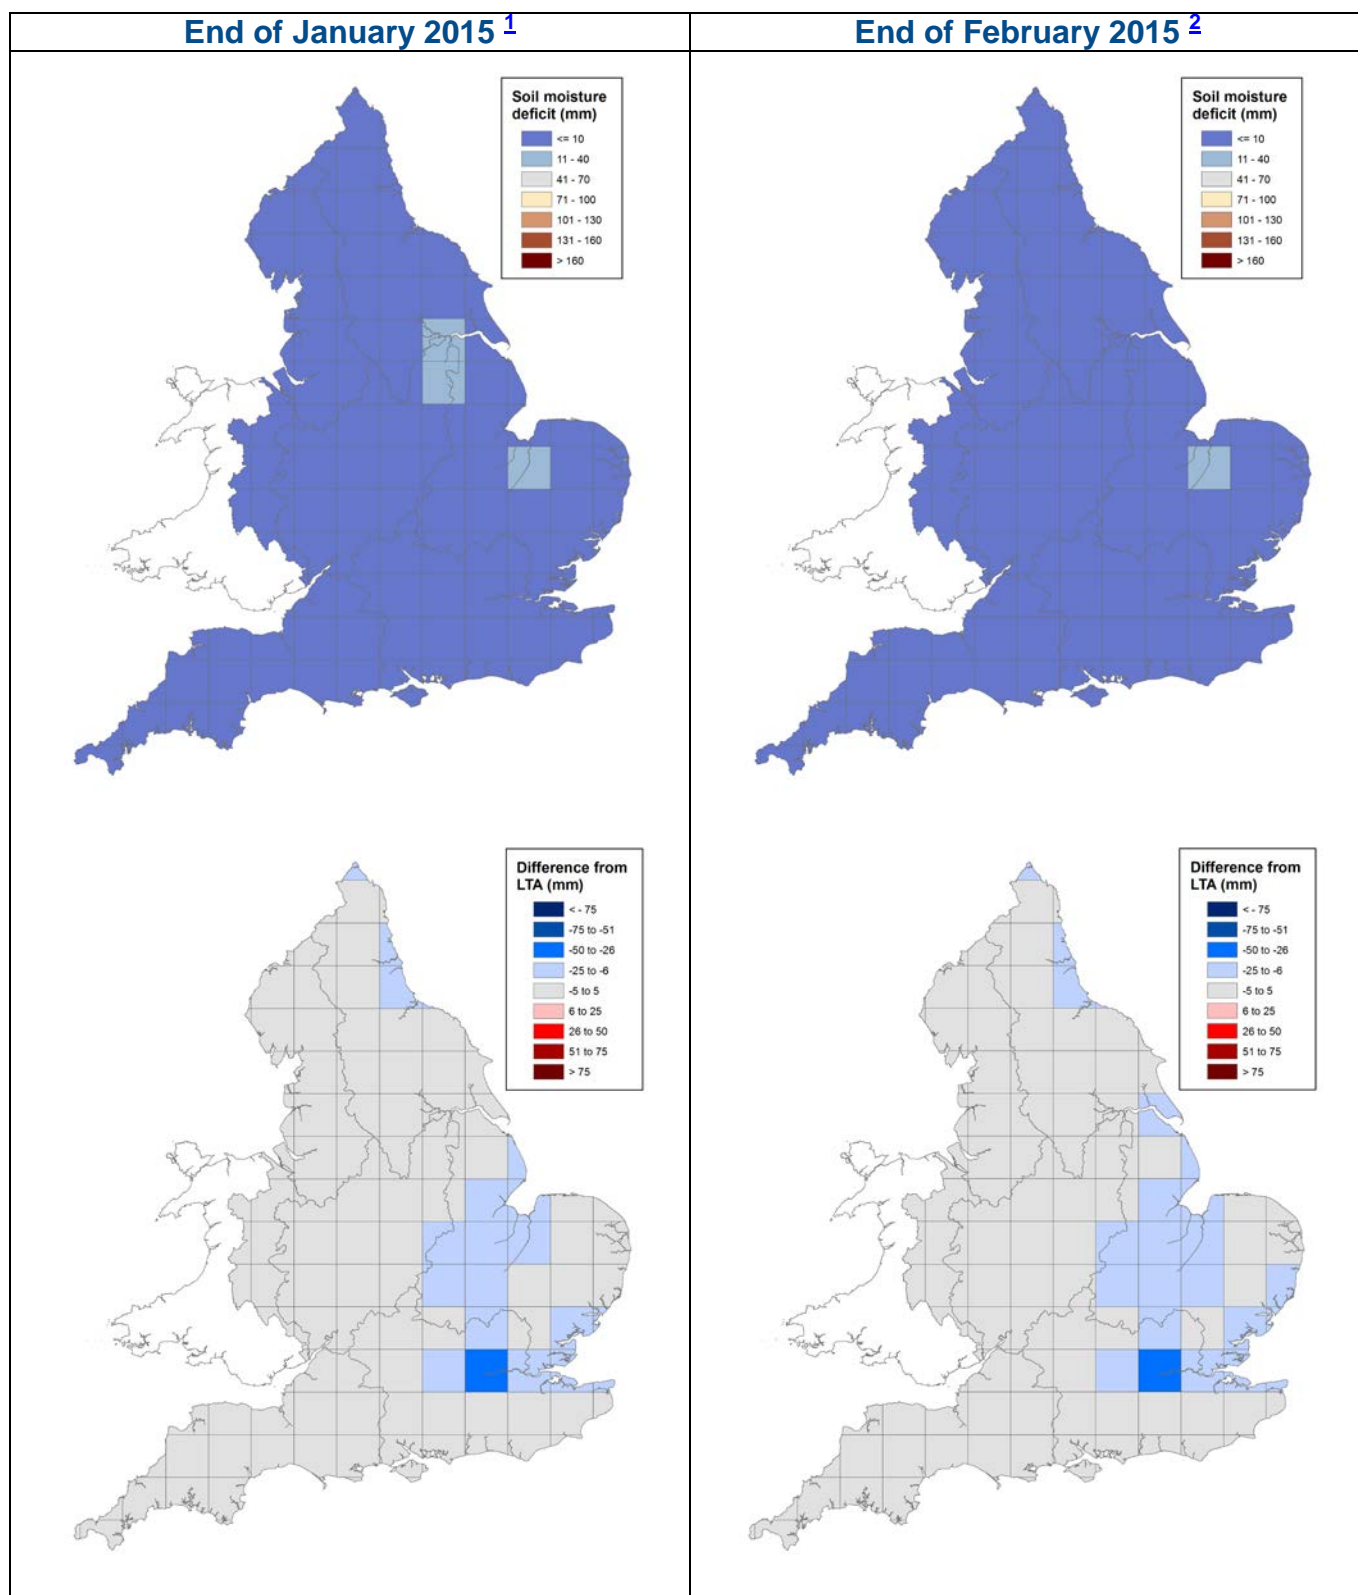 End of January 2015 1
End of February 2015 2
Soil moisture
deficit (mm)
<= 10
11 - 40
41 - 70
71 - 100
101 - 130
131 - 160
> 160
Soil moisture
deficit (mm)
<= 10
11 - 40
41 - 70
71 - 100
101 - 130
131 - 160
> 160
Difference from
LTA (mm)
< - 75
-75 to -51
-50 to -26
-25 to -6
-5 to 5
6 to 25
26 to 50
51 to 75
> 75
Difference from
LTA (mm)
< - 75
-75 to -51
-50 to -26
-25 to -6
-5 to 5
6 to 25
26 to 50
51 to 75
> 75